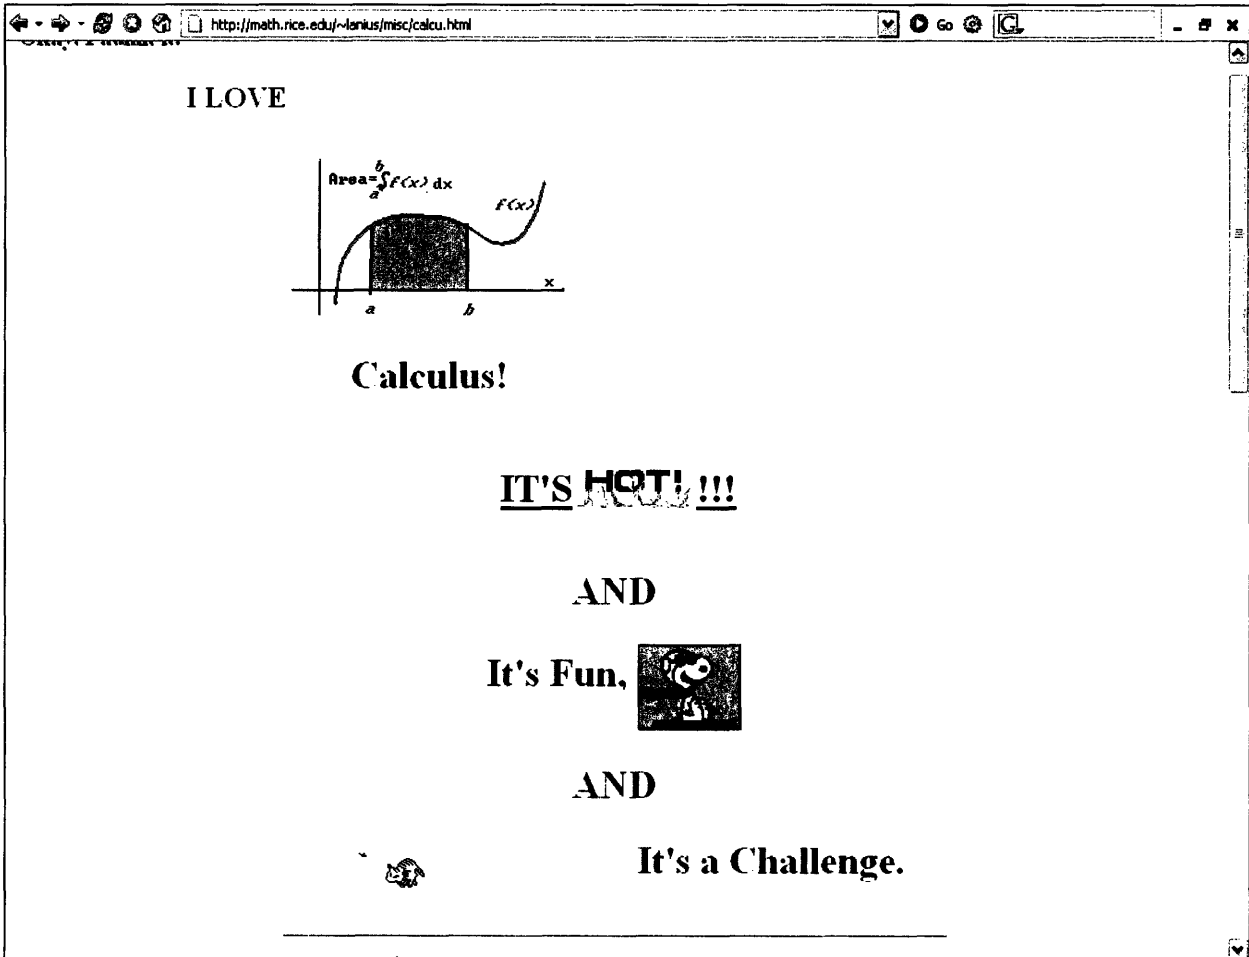 http://math.rice.edu/~lanius/misc/calcu.html
Go
G
I LOVE
b
Area=∫f(x) dx
a
f(x)
x
a b
Calculus!
IT'S HOT! !!!
AND
It's Fun,
AND
It's a Challenge.